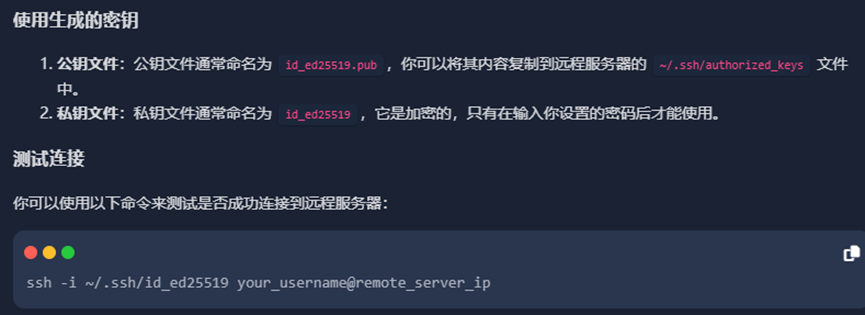 使用生成的密钥
1. 公钥文件：公钥文件通常命名为 id_ed25519.pub ，你可以将其内容复制到远程服务器的 ~/.ssh/authorized_keys 文件
中。
2. 私钥文件：私钥文件通常命名为 id_ed25519 ，它是加密的，只有在输入你设置的密码后才能使用。
测试连接
你可以使用以下命令来测试是否成功连接到远程服务器：
ssh -i ~/.ssh/id_ed25519 your_username@remote_server_ip